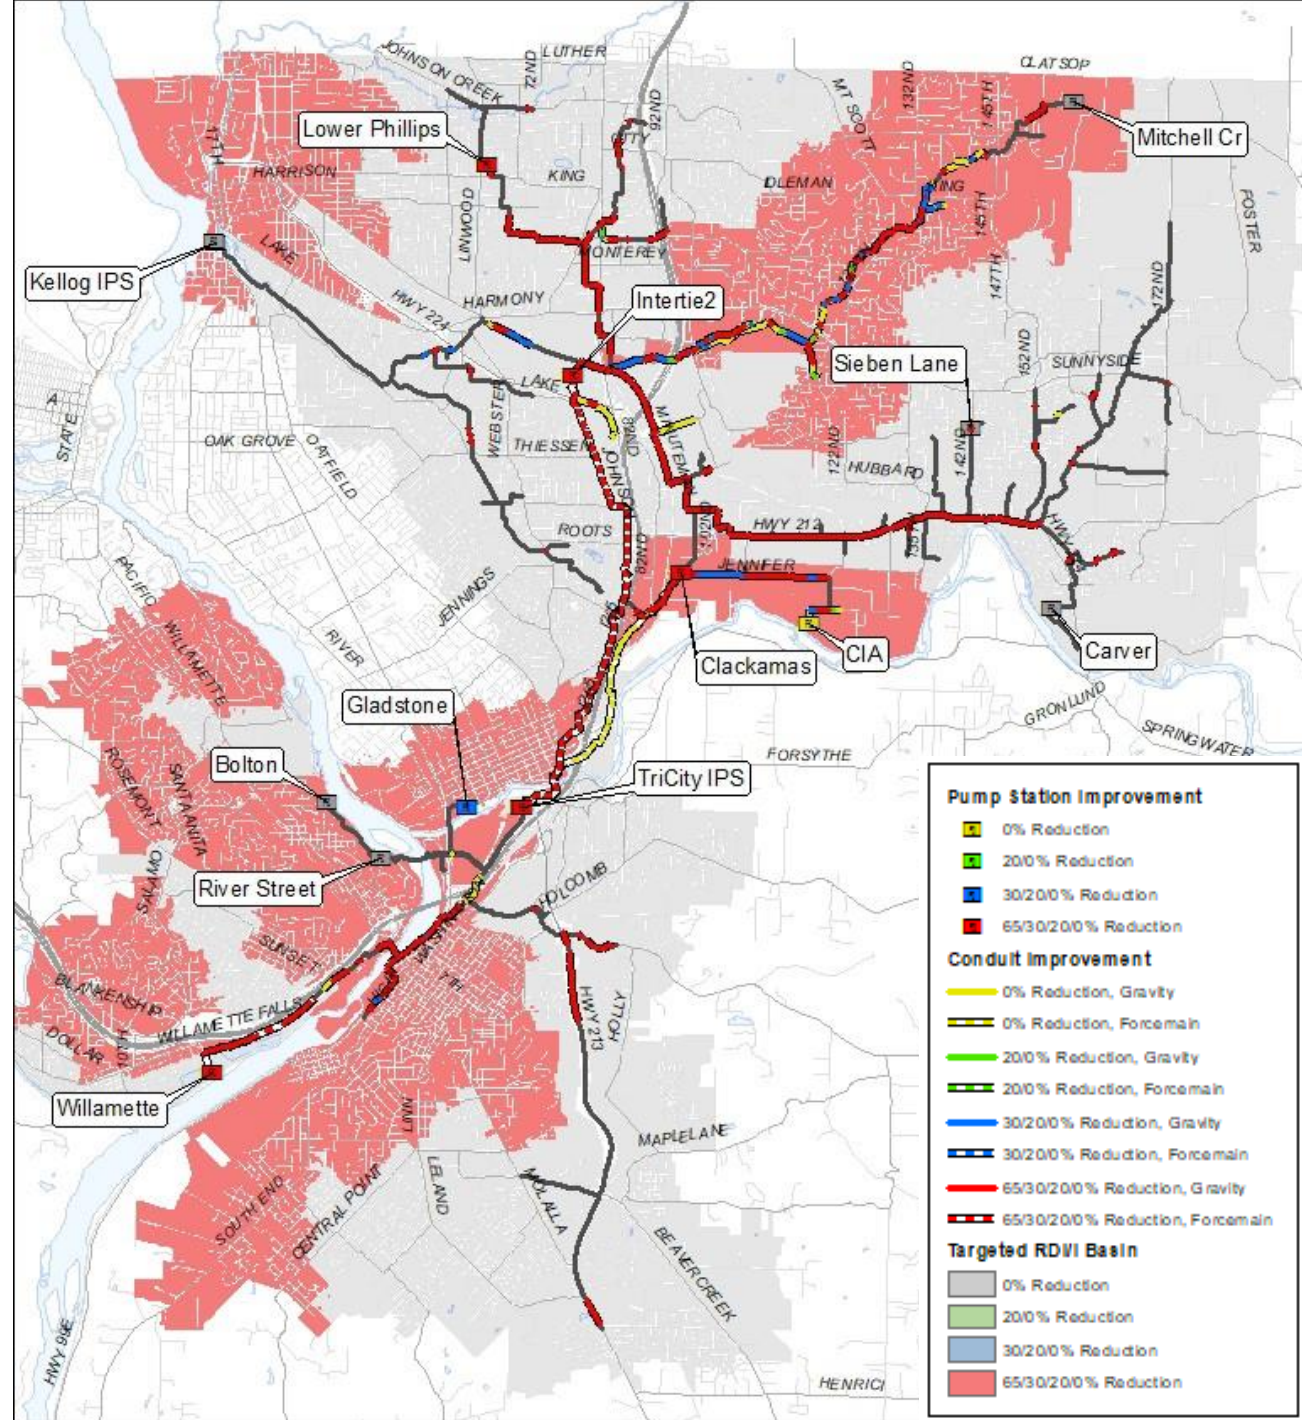 JOHNSON CREEK
72ND
LUTHER
92ND
CLATSOP
132ND
145TH
MT SCOTT
Lower Phillips
Mitchell Cr
17TH
HARRISON
KING
IDLEMAN
KING
FOSTER
LINWOOD
145TH
LAKE
MONTEREY
Kellog IPS
147TH
172ND
HARMONY
Intertie2
HWY 224
152ND
SUNNYSIDE
Sieben Lane
LAKE
A
STATE
WEBSTER
OAK GROVE
OATFIELD
THIESSEN
82ND
122ND
142ND
HUBBARD
ROOTS
HWY 212
102ND
135TH
82ND
JENNIFER
PACIFIC
JENNINGS
WILLAMETTE
RIVER
Clackamas
CIA
Carver
GRONLUND
SPRINGWATER
Gladstone
FORSYTHE
Bolton
TriCity IPS
ROSEMONT
SANTA ANITA
SALAMO
River Street
HOLCOMB
SUNSET
7TH
BLANKENSHIP
WILLAMETTE FALLS
HWY 213
HOLLY
DOLLAR
10TH
Willamette
LINN
MAPLELANE
LELAND
MOLALLA
SOUTH END
CENTRAL POINT
BEAVERCREEK
HWY 99E
HENRICI
Pump Station Improvement
0% Reduction
20/0% Reduction
30/20/0% Reduction
65/30/20/0% Reduction
Conduit Improvement
0% Reduction, Gravity
0% Reduction, Forcemain
20/0% Reduction, Gravity
20/0% Reduction, Forcemain
30/20/0% Reduction, Gravity
30/20/0% Reduction, Forcemain
65/30/20/0% Reduction, Gravity
65/30/20/0% Reduction, Forcemain
Targeted RDI/I Basin
0% Reduction
20/0% Reduction
30/20/0% Reduction
65/30/20/0% Reduction